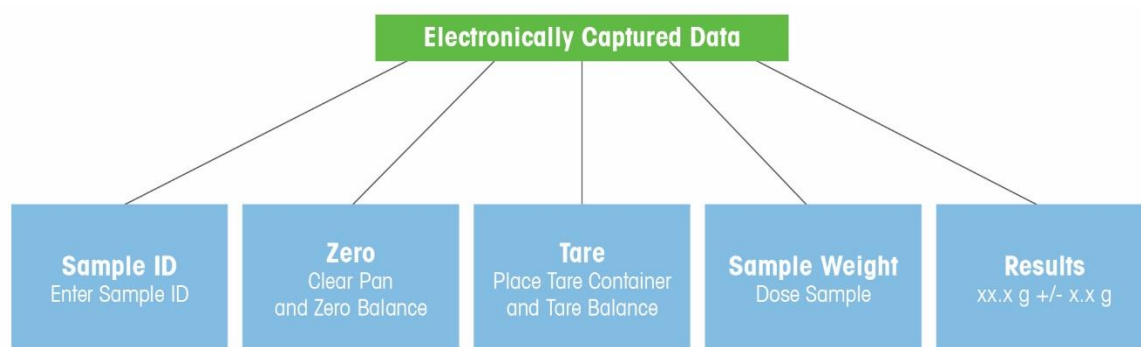 Electronically Captured Data
Sample ID
Enter Sample ID
Zero
Clear Pan
and Zero Balance
Tare
Place Tare Container
and Tare Balance
Sample Weight
Dose Sample
Results
xx.x g +/- x.x g